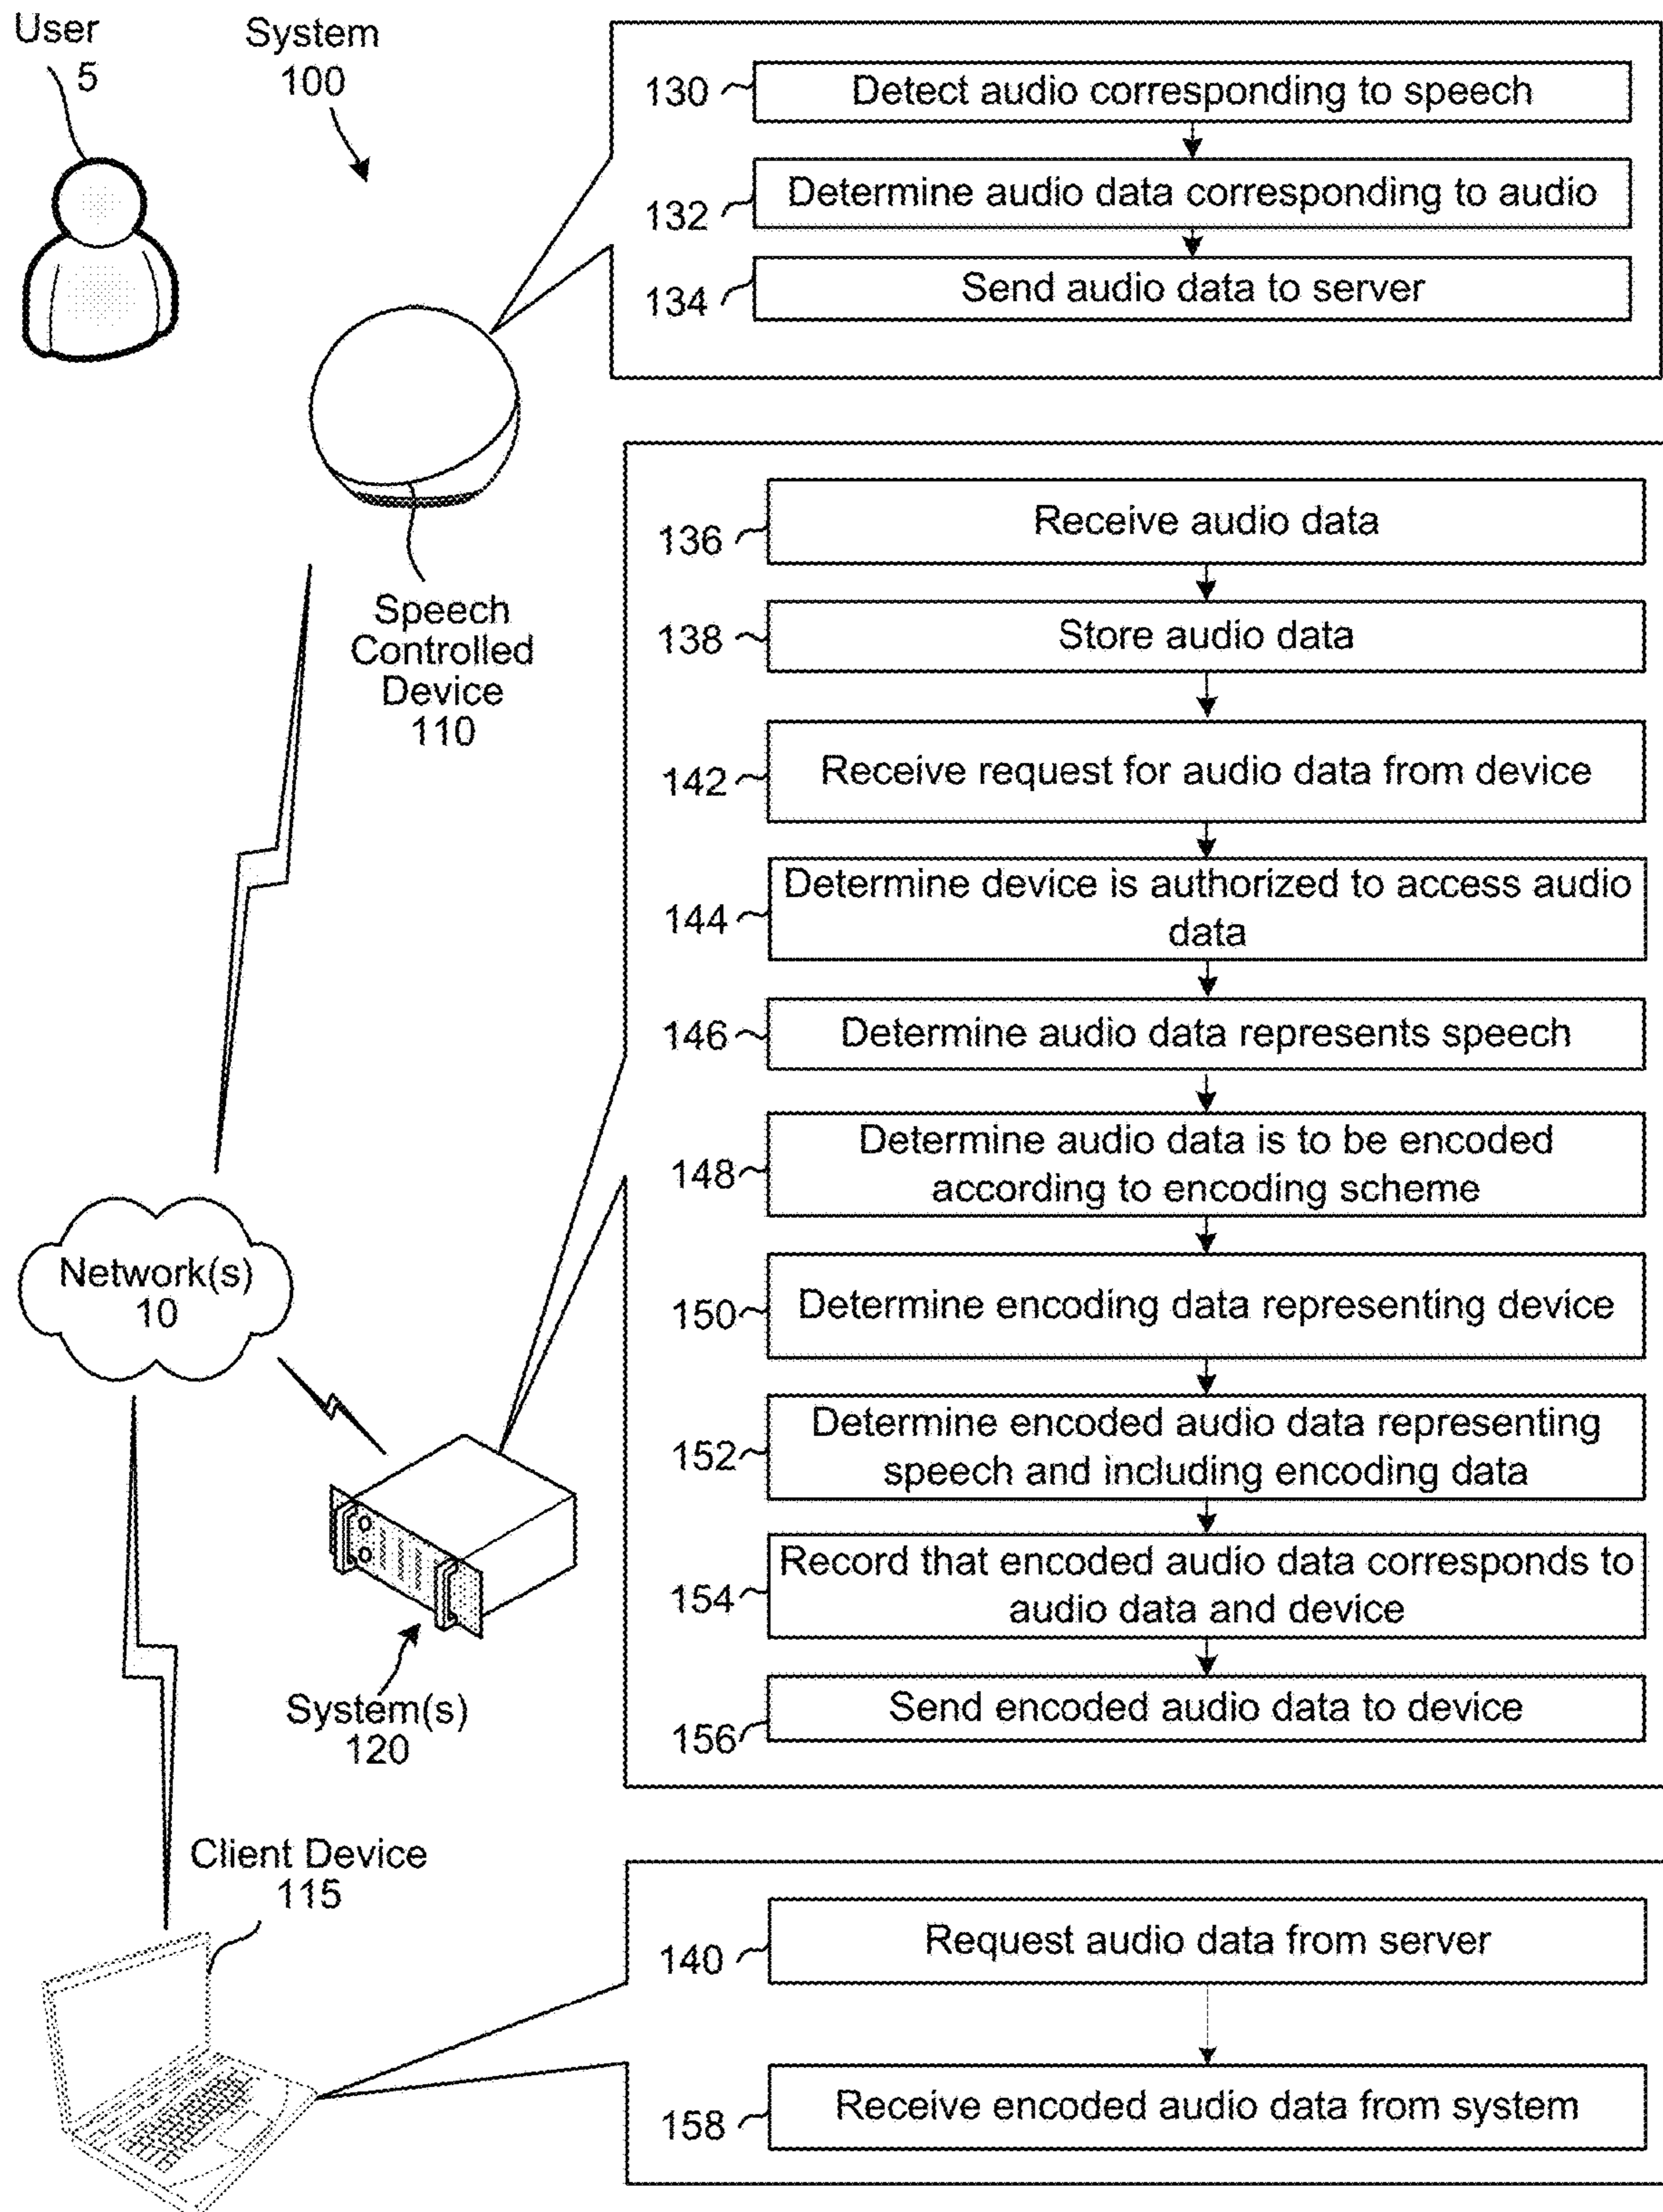 User
5
System
100
130
Detect audio corresponding to speech
132
Determine audio data corresponding to audio
134
Send audio data to server
Speech
Controlled
Device
110
136
Receive audio data
138
Store audio data
142
Receive request for audio data from device
144
Determine device is authorized to access audio
data
146
Determine audio data represents speech
148
Determine audio data is to be encoded
according to encoding scheme
150
Determine encoding data representing device
152
Determine encoded audio data representing
speech and including encoding data
154
Record that encoded audio data corresponds to
audio data and device
156
Send encoded audio data to device
Network(s)
10
System(s)
120
Client Device
115
140
Request audio data from server
158
Receive encoded audio data from system